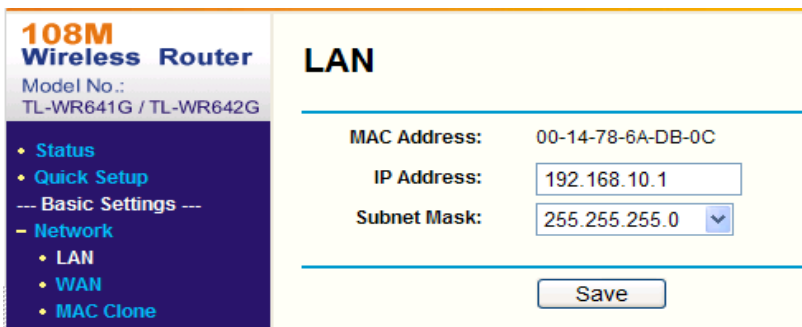 108M
Wireless Router
Model No.:
TL-WR641G / TL-WR642G
Status
Quick Setup
--- Basic Settings ---
Network
LAN
WAN
MAC Clone
LAN
MAC Address: 00-14-78-6A-DB-0C
IP Address: 192.168.10.1
Subnet Mask: 255.255.255.0
Save